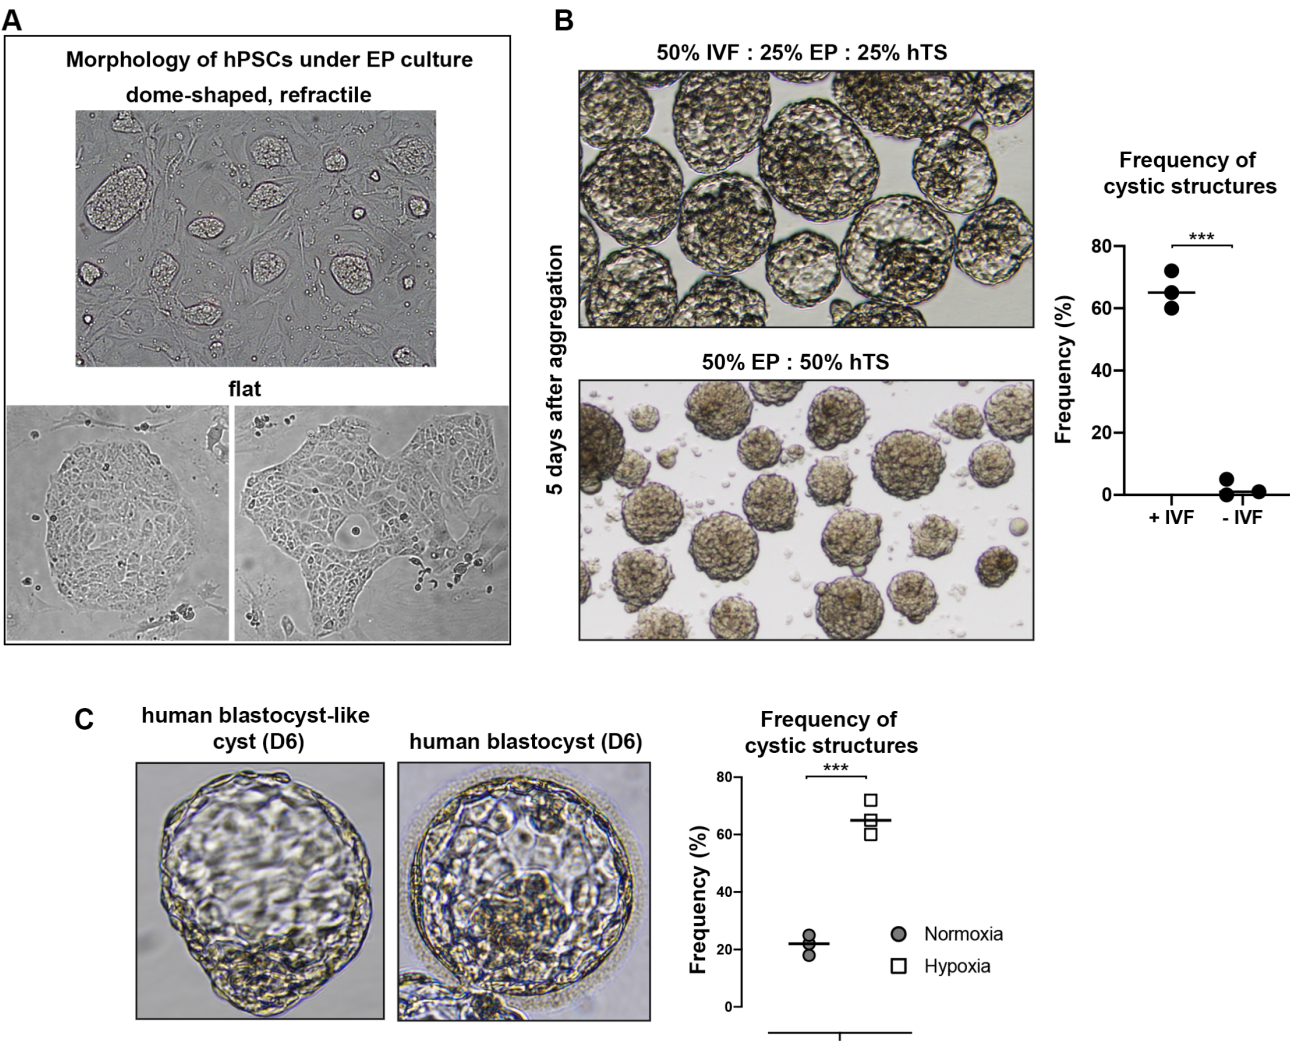 A
Morphology of hPSCs under EP culture
dome-shaped, refractile
flat
B
50% IVF : 25% EP : 25% hTS
50% EP : 50% hTS
5 days after aggregation
Frequency of
cystic structures
***
80
60
40
20
0
Frequency (%)
+ IVF
- IVF
C
human blastocyst-like
cyst (D6)
human blastocyst (D6)
Frequency of
cystic structures
***
80
60
40
20
0
Frequency (%)
Normoxia
Hypoxia